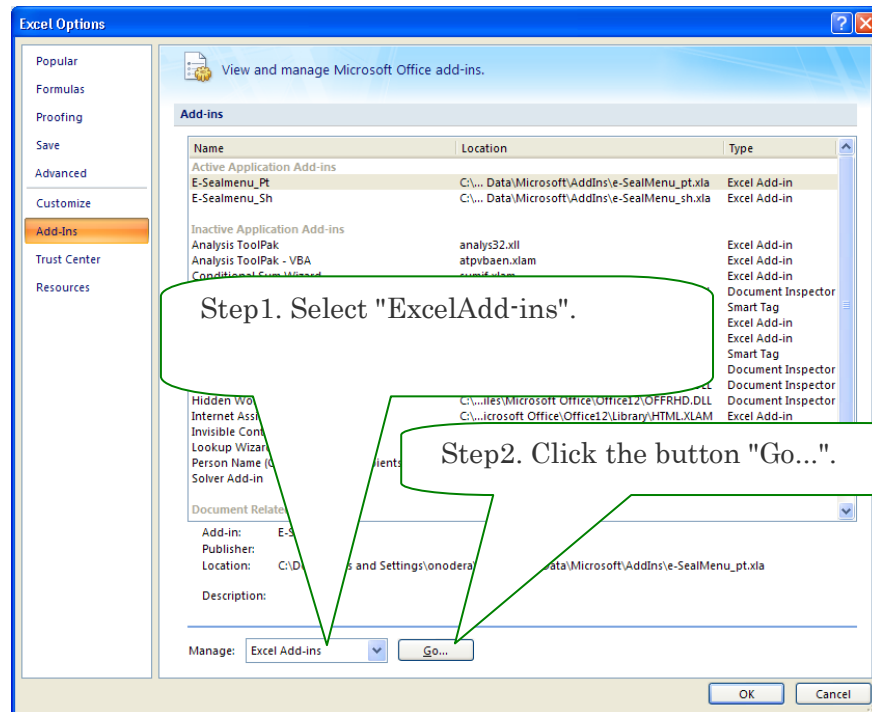 Excel Options
Popular
Formulas
Proofing
Save
Advanced
Customize
Add-Ins
Trust Center
Resources
View and manage Microsoft Office add-ins.
Add-ins
Name Location Type
Active Application Add-ins
E-Sealmenu_Pt C:\... Data\Microsoft\AddIns\e-SealMenu_pt.xla Excel Add-in
E-Sealmenu_Sh C:\... Data\Microsoft\AddIns\e-SealMenu_sh.xla Excel Add-in
Inactive Application Add-ins
Analysis ToolPak analys32.xll Excel Add-in
Analysis ToolPak - VBA atpvbaen.xlam Excel Add-in
Conditional Sum Wizard sumif.xlam Excel Add-in
Document Inspector
Smart Tag
Excel Add-in
Excel Add-in
Smart Tag
Document Inspector
Document Inspector
Step1. Select "ExcelAdd-ins".
Hidden C:\...iles\Microsoft Office\Office12\OFFRHD.DLL Document Inspector
Internet C:\...icrosoft Office\Office12\Library\HTML.XLAM Excel Add-in
Invisible
Lookup
Person Name
Solver Add-in
Step2. Click the button "Go...".
Document
Add-in:
Publisher:
Location: and Settings\onodera ata\Microsoft\AddIns\e-SealMenu_pt.xla
Description:
Manage: Excel Add-ins Go...
OK Cancel